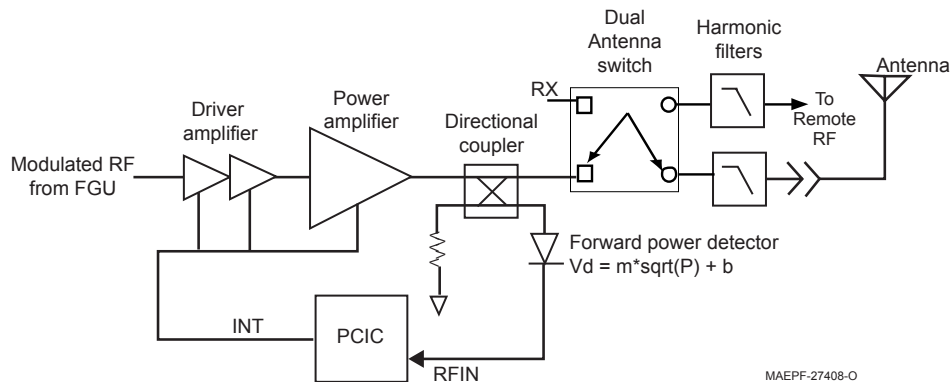 Dual
Antenna
switch
Harmonic
filters
Antenna
RX
To
Remote
RF
Driver
amplifier
Power
amplifier
Directional
coupler
Modulated RF
from FGU
Forward power detector
Vd = m*sqrt(P) + b
INT
PCIC
RFIN
MAEPF-27408-O